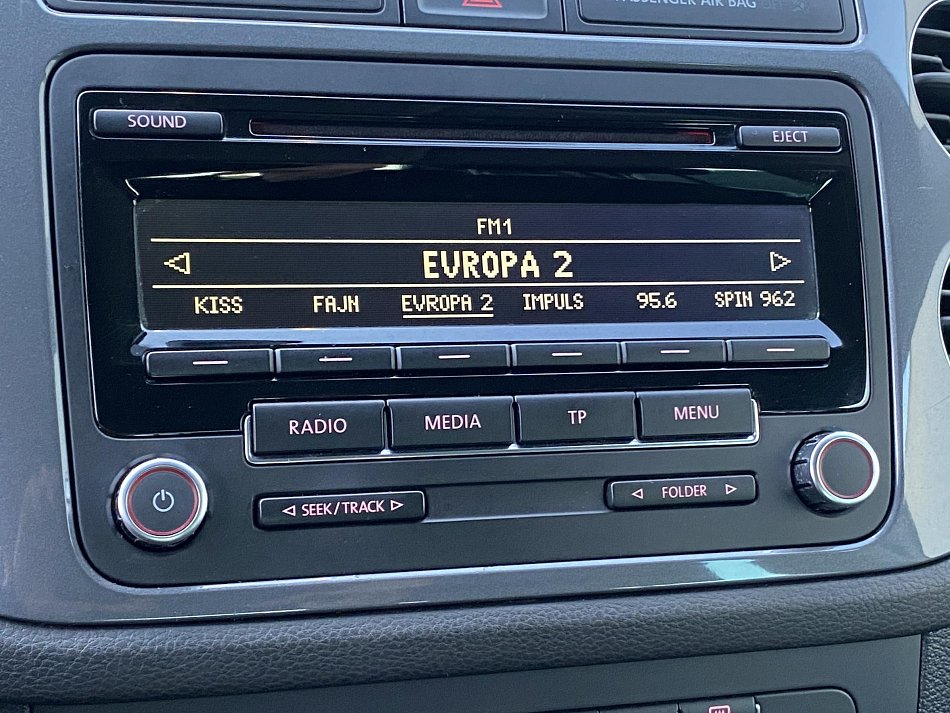 PASSENGER AIR BAG OFF
SOUND
EJECT
FM1
EVROPA 2
KISS FAJN EVROPA 2 IMPULS 95.6 SPIN 962
RADIO MEDIA TP MENU
SEEK/TRACK
FOLDER